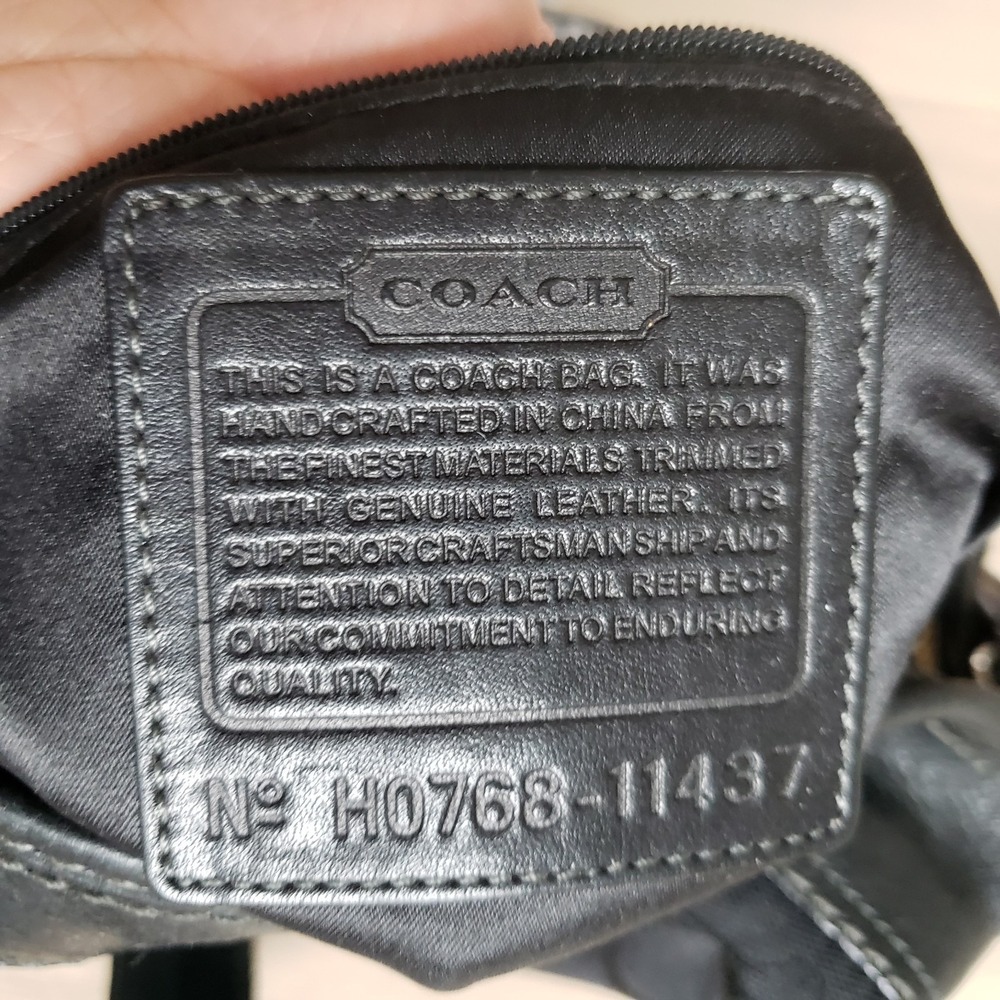 COACH
THIS IS A COACH BAG. IT WAS
HANDCRAFTED IN CHINA FROM
THE FINEST MATERIALS TRIMMED
WITH GENUINE LEATHER. ITS
SUPERIOR CRAFTSMANSHIP AND
ATTENTION TO DETAIL REFLECT
OUR COMMITMENT TO ENDURING
QUALITY.
Nº H0768-11437